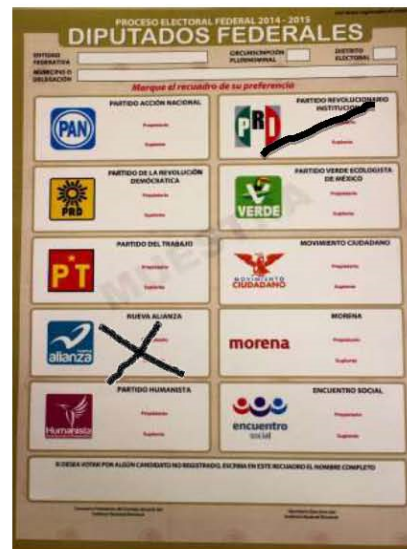 PROCESO ELECTORAL FEDERAL 2014 - 2015
DIPUTADOS FEDERALES
ENTIDAD FEDERATIVA
CIRCUNSCRIPCIÓN PLURINOMINAL
DISTRITO ELECTORAL
MUNICIPIO O DELEGACIÓN
Marque el recuadro de su preferencia
PARTIDO ACCIÓN NACIONAL
PAN
Propietario
Suplente
PARTIDO REVOLUCIONARIO
PRI
PARTIDO DE LA REVOLUCIÓN
DEMOCRÁTICA
PRD
Propietario
Suplente
PARTIDO VERDE ECOLOGISTA
DE MÉXICO
VERDE
Propietario
Suplente
PARTIDO DEL TRABAJO
PT
Propietario
Suplente
MOVIMIENTO CIUDADANO
MOVIMIENTO
CIUDADANO
Propietario
Suplente
MUESTRA
NUEVA ALIANZA
alianza
MORENA
morena
Propietario
Suplente
PARTIDO HUMANISTA
Humanista
Propietario
Suplente
ENCUENTRO SOCIAL
encuentro
social
Propietario
Suplente
SI DESEA VOTAR POR ALGÚN CANDIDATO NO REGISTRADO, ESCRIBA EN ESTE RECUADRO EL NOMBRE COMPLETO